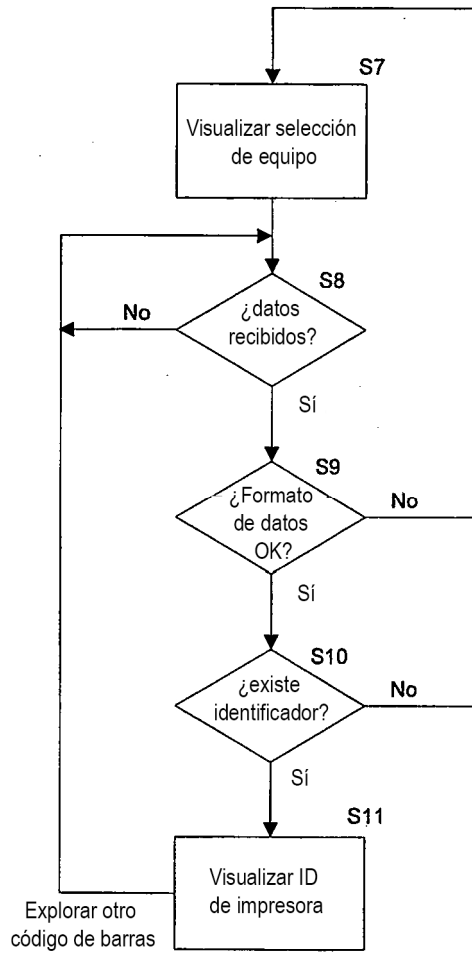 S7
Visualizar selección
de equipo
S8
¿datos
recibidos?
No
Sí
S9
¿Formato
de datos
OK?
No
Sí
S10
¿existe
identificador?
No
Sí
S11
Visualizar ID
de impresora
Explorar otro
código de barras